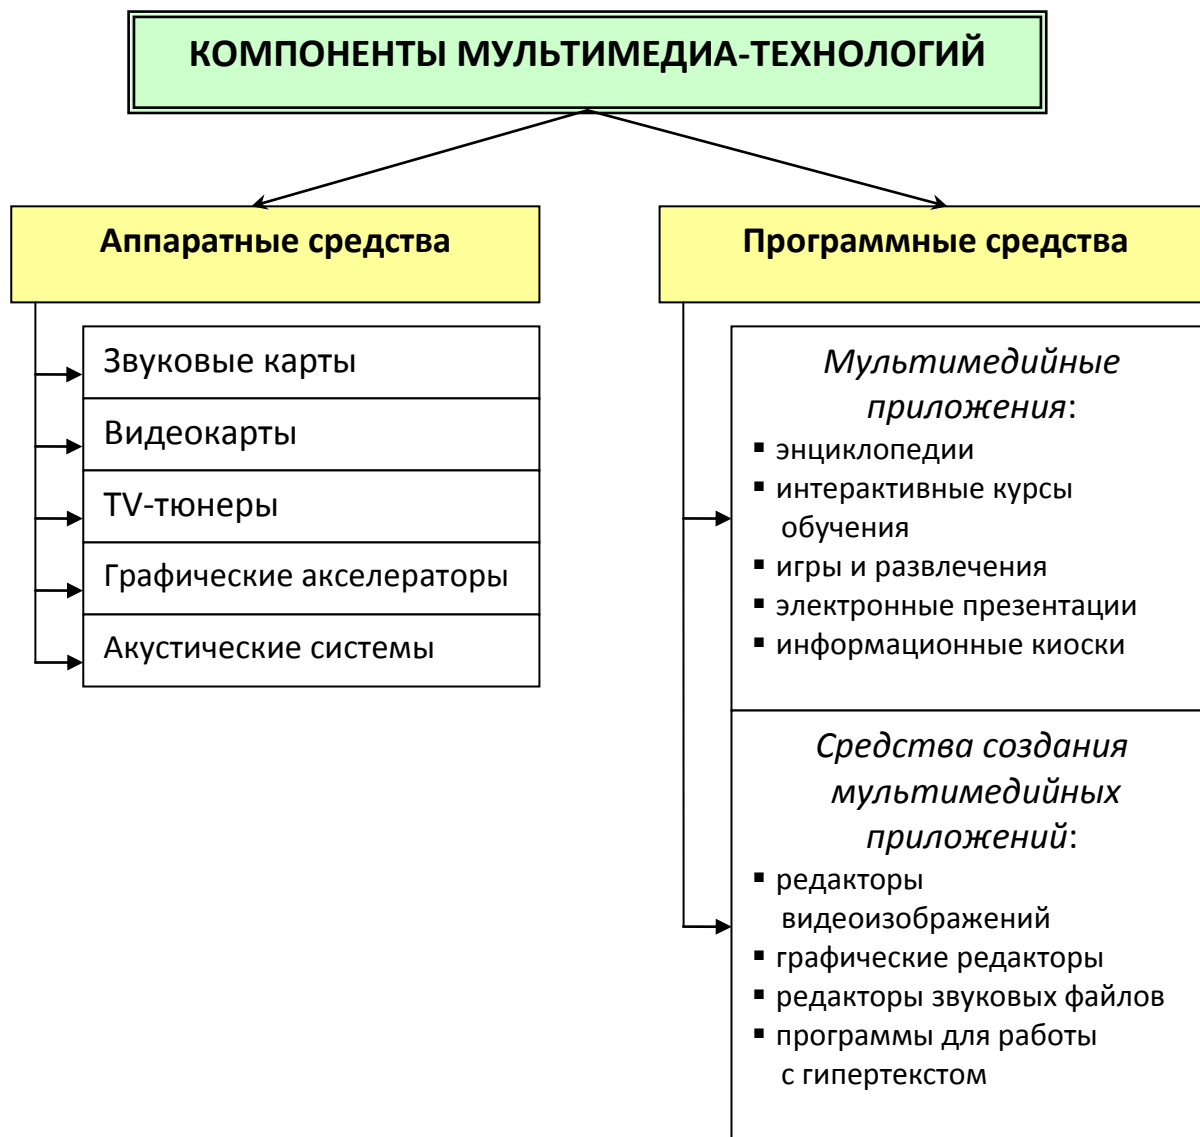 КОМПОНЕНТЫ МУЛЬТИМЕДИА-ТЕХНОЛОГИЙ
Аппаратные средства
Звуковые карты
Видеокарты
TV-тюнеры
Графические акселераторы
Акустические системы
Программные средства
Мультимедийные
приложения:
▪ энциклопедии
▪ интерактивные курсы
обучения
▪ игры и развлечения
▪ электронные презентации
▪ информационные киоски
Средства создания
мультимедийных
приложений:
▪ редакторы
видеоизображений
▪ графические редакторы
▪ редакторы звуковых файлов
▪ программы для работы
с гипертекстом